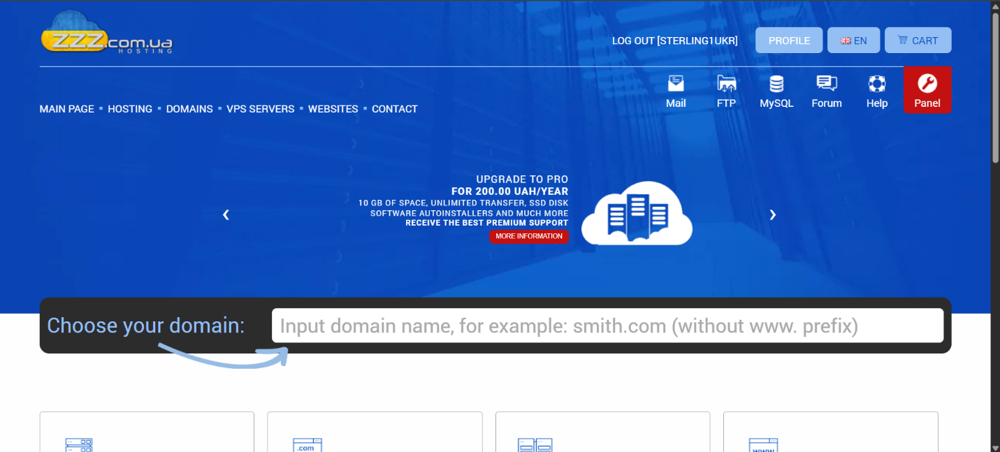 ZZZ.com.ua
HOSTING
LOG OUT [STERLING1UKR]
PROFILE
EN
CART
MAIN PAGE ▪ HOSTING ▪ DOMAINS ▪ VPS SERVERS ▪ WEBSITES ▪ CONTACT
Mail
FTP
MySQL
Forum
Help
Panel
UPGRADE TO PRO
FOR 200.00 UAH/YEAR
10 GB OF SPACE, UNLIMITED TRANSFER, SSD DISK
SOFTWARE AUTOINSTALLERS AND MUCH MORE
RECEIVE THE BEST PREMIUM SUPPORT
MORE INFORMATION
Choose your domain:
Input domain name, for example: smith.com (without www. prefix)
.com
www